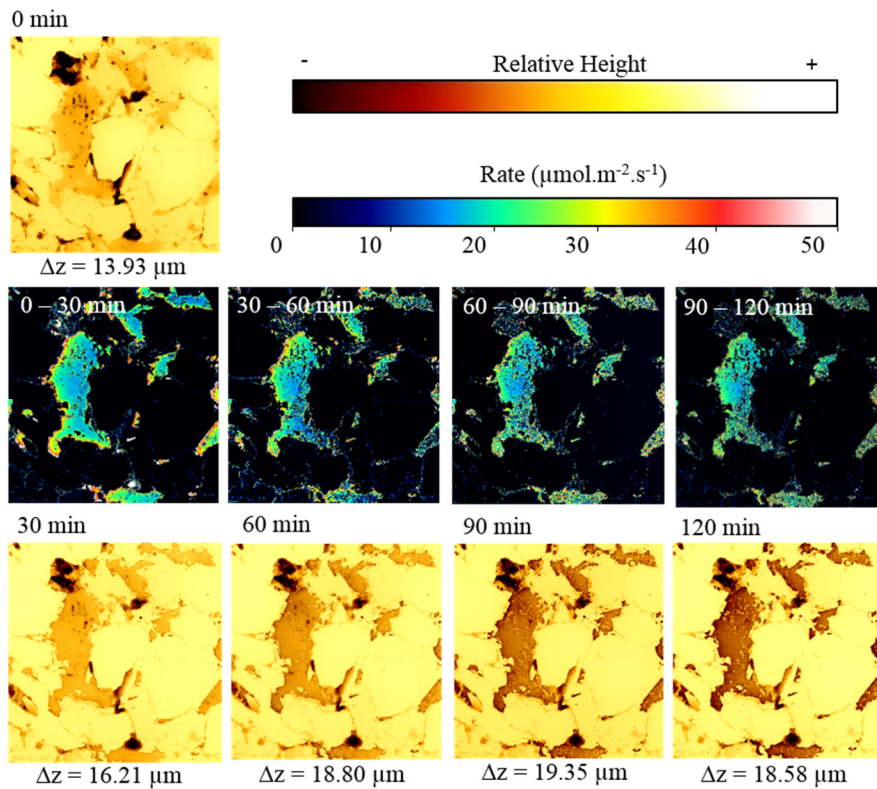 0 min
- Relative Height +
Rate (µmol.m⁻².s⁻¹)
0 10 20 30 40 50
Δz = 13.93 µm
0 – 30 min 30 – 60 min 60 – 90 min 90 – 120 min
30 min 60 min 90 min 120 min
Δz = 16.21 µm Δz = 18.80 µm Δz = 19.35 µm Δz = 18.58 µm